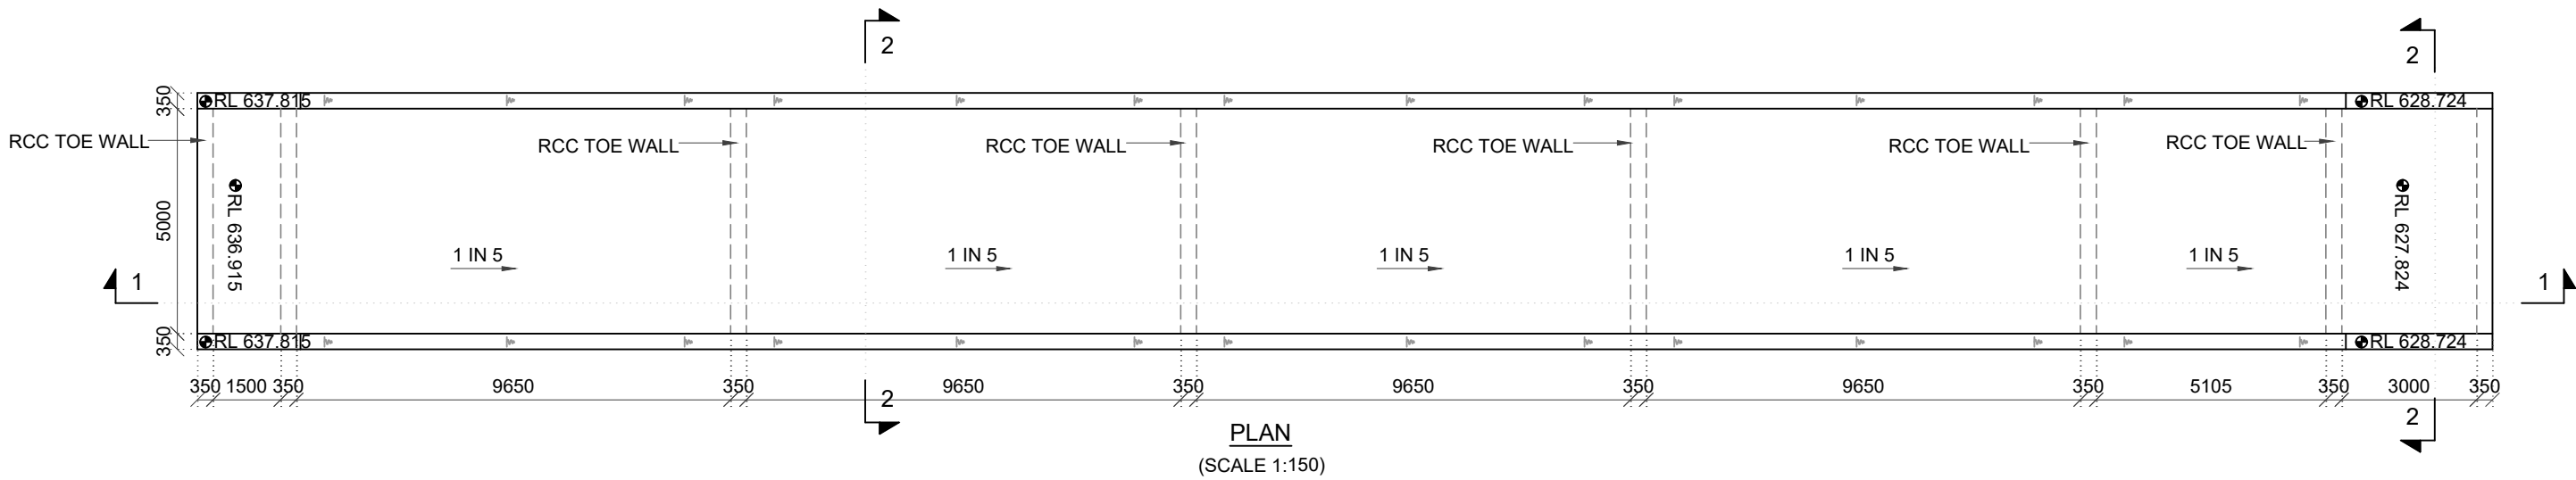 2
2
350
RL 637.815
RL 628.724
RCC TOE WALL
RCC TOE WALL
RCC TOE WALL
RCC TOE WALL
RCC TOE WALL
RCC TOE WALL
5000
RL 636.915
RL 627.824
1 IN 5
1 IN 5
1 IN 5
1 IN 5
1 IN 5
1
1
350
RL 637.815
RL 628.724
350 1500 350 9650 350 9650 350 9650 350 9650 350 5105 350 3000 350
2
2
PLAN
(SCALE 1:150)